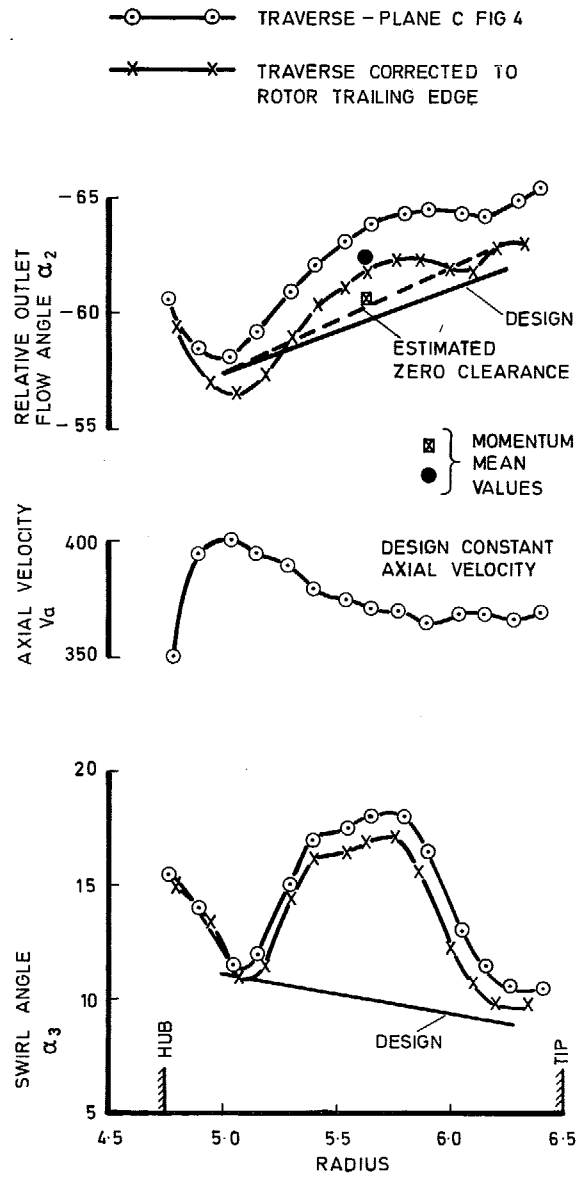 TRAVERSE - PLANE C FIG 4
TRAVERSE CORRECTED TO
ROTOR TRAILING EDGE
RELATIVE OUTLET
FLOW ANGLE α2
-65
-60
-55
DESIGN
ESTIMATED
ZERO CLEARANCE
MOMENTUM
MEAN
VALUES
AXIAL VELOCITY
Va
400
350
DESIGN CONSTANT
AXIAL VELOCITY
SWIRL ANGLE
α3
20
15
10
5
HUB
DESIGN
TIP
4·5
5·0
5·5
6·0
6·5
RADIUS